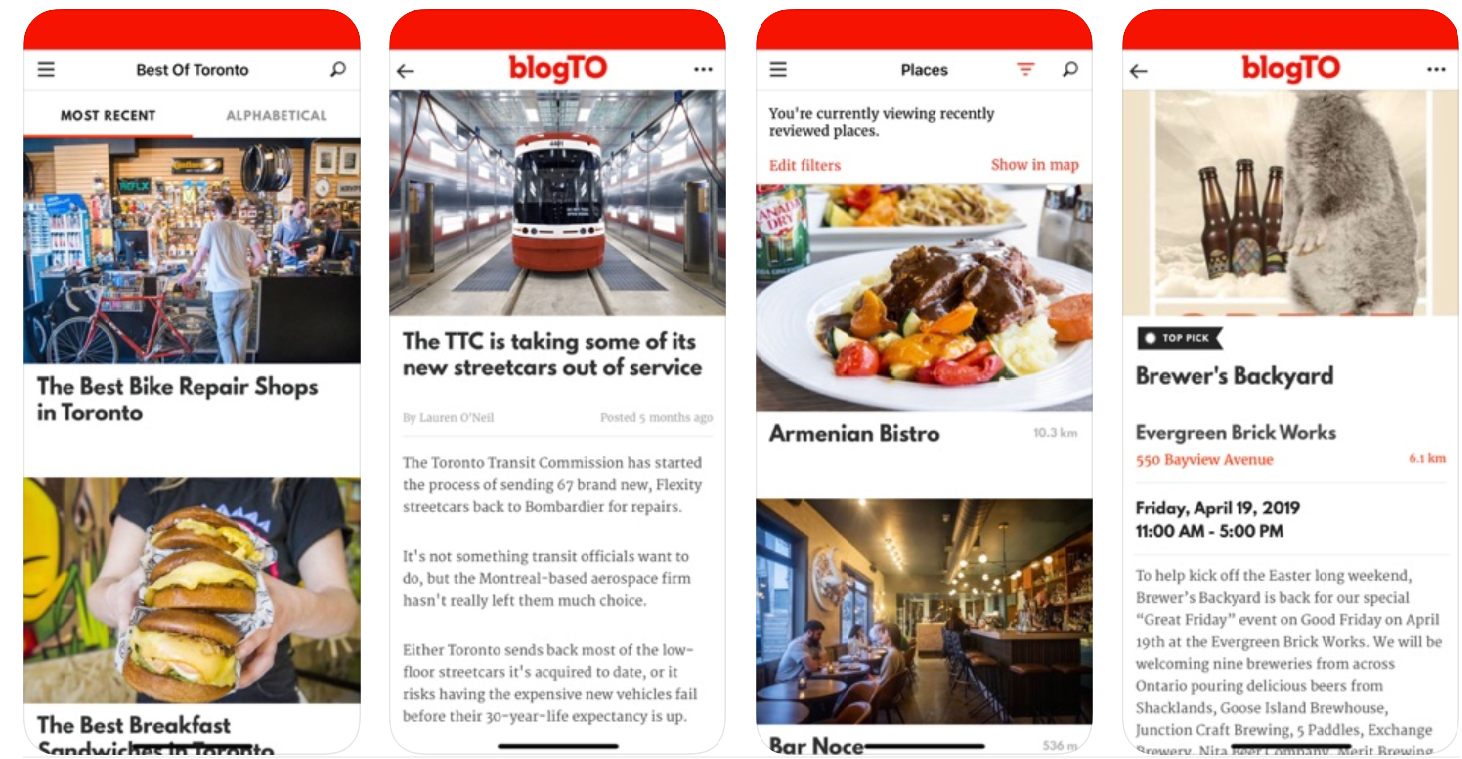 Best Of Toronto
MOST RECENT
ALPHABETICAL
REFLX
The Best Bike Repair Shops
in Toronto
The Best Breakfast
Sandwiches in Toronto
blogTO
4401
The TTC is taking some of its
new streetcars out of service
By Lauren O'Neil
Posted 5 months ago
The Toronto Transit Commission has started
the process of sending 67 brand new, Flexity
streetcars back to Bombardier for repairs.
It's not something transit officials want to
do, but the Montreal-based aerospace firm
hasn't really left them much choice.
Either Toronto sends back most of the low-
floor streetcars it's acquired to date, or it
risks having the expensive new vehicles fail
before their 30-year-life expectancy is up.
Places
You're currently viewing recently
reviewed places.
Edit filters
Show in map
CANADA
DRY
Armenian Bistro
10.3 km
Bar Noce
536 m
blogTO
TOP PICK
Brewer's Backyard
Evergreen Brick Works
550 Bayview Avenue
6.1 km
Friday, April 19, 2019
11:00 AM - 5:00 PM
To help kick off the Easter long weekend,
Brewer's Backyard is back for our special
“Great Friday” event on Good Friday on April
19th at the Evergreen Brick Works. We will be
welcoming nine breweries from across
Ontario pouring delicious beers from
Shacklands, Goose Island Brewhouse,
Junction Craft Brewing, 5 Paddles, Exchange
Brewery, Nita Beer Company, Merit Brewing